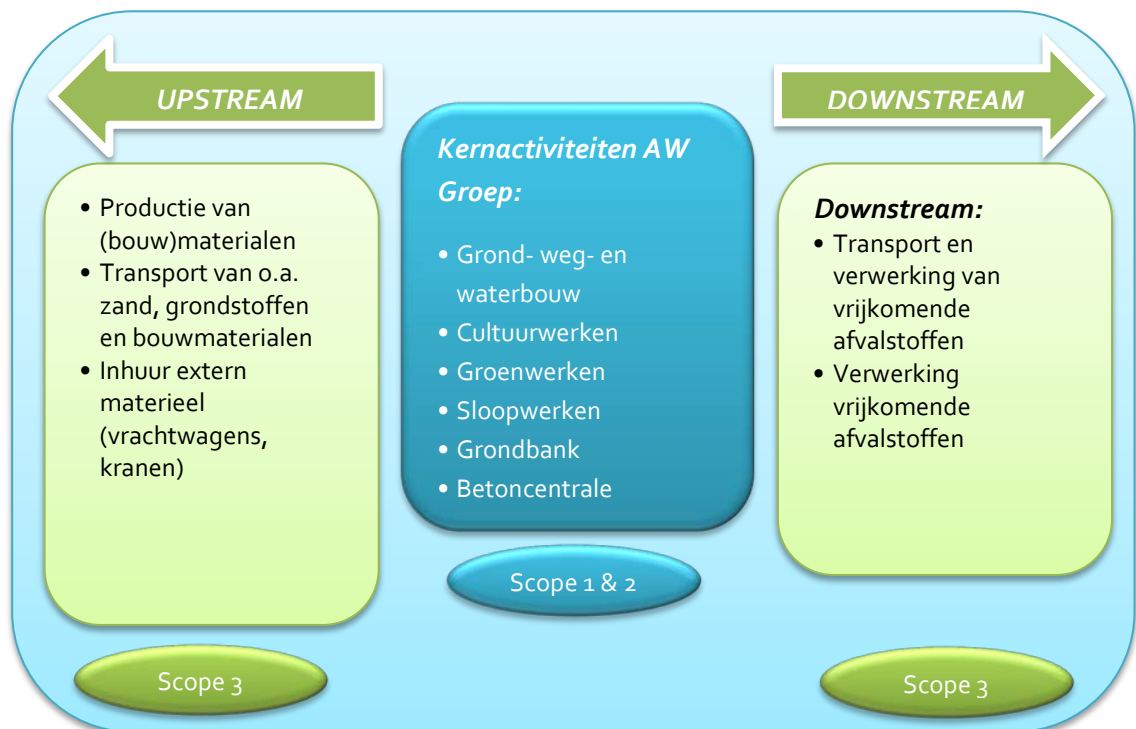 UPSTREAM
• Productie van
(bouw)materialen
• Transport van o.a.
zand, grondstoffen
en bouwmaterialen
• Inhuur extern
materieel
(vrachtwagens,
kranen)
Scope 3
Kernactiviteiten AW
Groep:
• Grond- weg- en
waterbouw
• Cultuurwerken
• Groenwerken
• Sloopwerken
• Grondbank
• Betoncentrale
Scope 1 & 2
DOWNSTREAM
Downstream:
• Transport en
verwerking van
vrijkomende
afvalstoffen
• Verwerking
vrijkomende
afvalstoffen
Scope 3